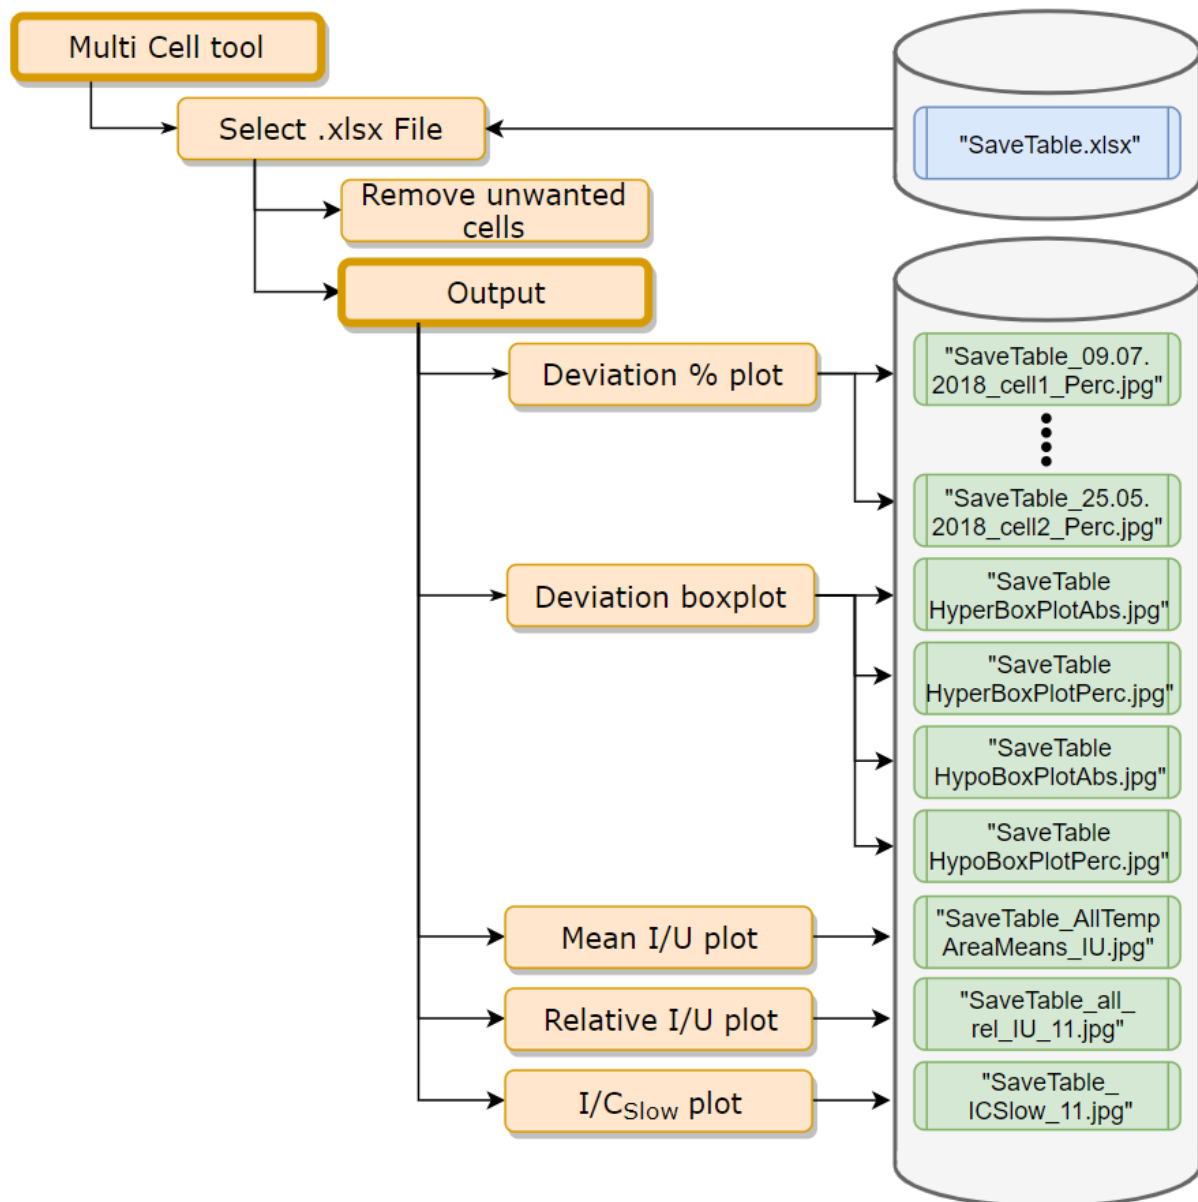 Multi Cell tool
Select .xlsx File
"SaveTable.xlsx"
Remove unwanted
cells
Output
Deviation % plot
"SaveTable_09.07.
2018_cell1_Perc.jpg"
"SaveTable_25.05.
2018_cell2_Perc.jpg"
Deviation boxplot
"SaveTable
HyperBoxPlotAbs.jpg"
"SaveTable
HyperBoxPlotPerc.jpg"
"SaveTable
HypoBoxPlotAbs.jpg"
"SaveTable
HypoBoxPlotPerc.jpg"
Mean I/U plot
"SaveTable_AllTemp
AreaMeans_IU.jpg"
Relative I/U plot
"SaveTable_all_
rel_IU_11.jpg"
I/CSlow plot
"SaveTable_
ICSlow_11.jpg"